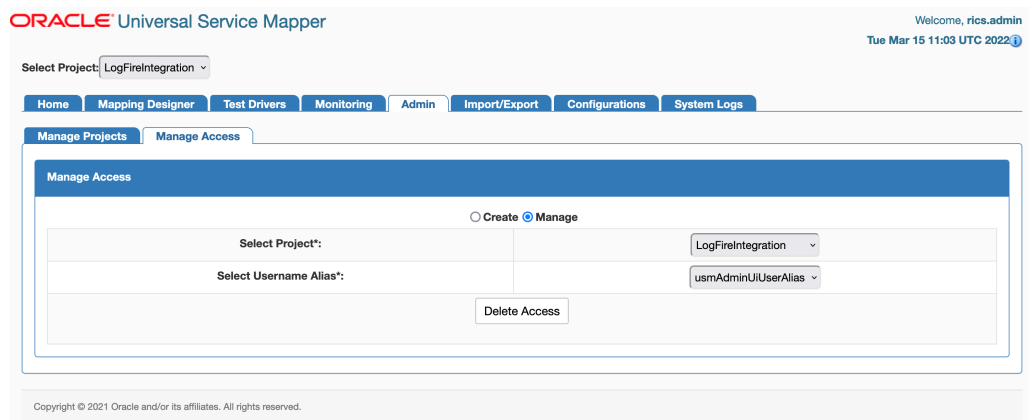 ORACLE® Universal Service Mapper
Welcome, rics.admin
Tue Mar 15 11:03 UTC 2022
Select Project: LogFireIntegration
Home Mapping Designer Test Drivers Monitoring Admin Import/Export Configurations System Logs
Manage Projects Manage Access
Manage Access
Create Manage
Select Project*: LogFireIntegration
Select Username Alias*: usmAdminUiUserAlias
Delete Access
Copyright © 2021 Oracle and/or its affiliates. All rights reserved.